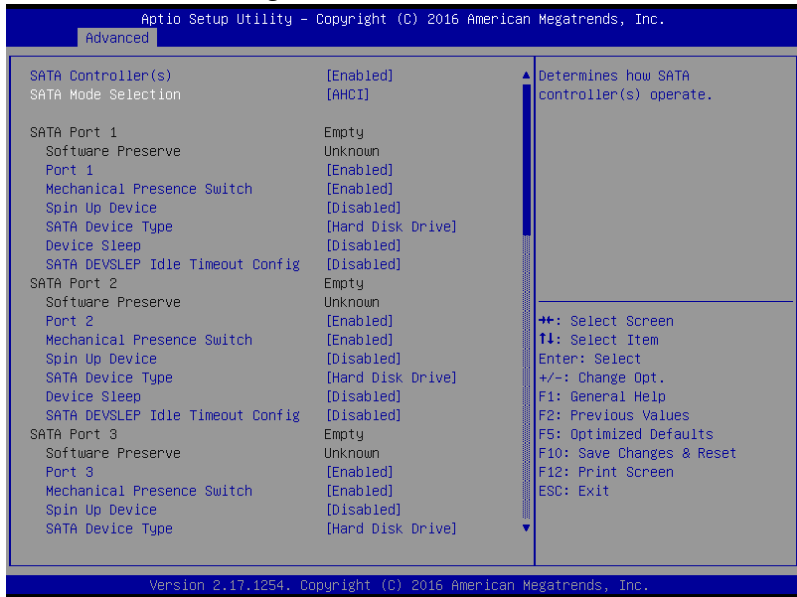 Aptio Setup Utility – Copyright (C) 2016 American Megatrends, Inc.
Advanced
SATA Controller(s) [Enabled]
SATA Mode Selection [AHCI]
SATA Port 1 Empty
Software Preserve Unknown
Port 1 [Enabled]
Mechanical Presence Switch [Enabled]
Spin Up Device [Disabled]
SATA Device Type [Hard Disk Drive]
Device Sleep [Disabled]
SATA DEVSLEP Idle Timeout Config [Disabled]
SATA Port 2 Empty
Software Preserve Unknown
Port 2 [Enabled]
Mechanical Presence Switch [Enabled]
Spin Up Device [Disabled]
SATA Device Type [Hard Disk Drive]
Device Sleep [Disabled]
SATA DEVSLEP Idle Timeout Config [Disabled]
SATA Port 3 Empty
Software Preserve Unknown
Port 3 [Enabled]
Mechanical Presence Switch [Enabled]
Spin Up Device [Disabled]
SATA Device Type [Hard Disk Drive]
Determines how SATA
controller(s) operate.
→←: Select Screen
↑↓: Select Item
Enter: Select
+/-: Change Opt.
F1: General Help
F2: Previous Values
F5: Optimized Defaults
F10: Save Changes & Reset
F12: Print Screen
ESC: Exit
Version 2.17.1254. Copyright (C) 2016 American Megatrends, Inc.